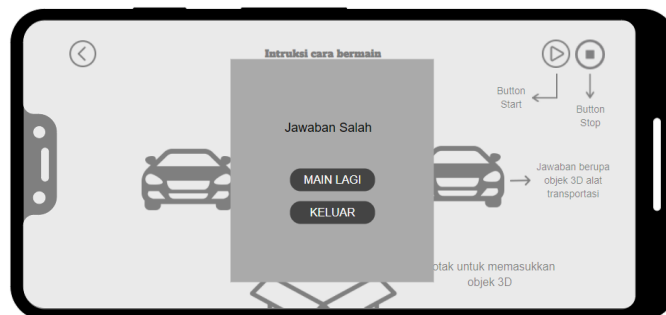 Intruksi cara bermain
Button
Start
Button
Stop
Jawaban Salah
MAIN LAGI
KELUAR
Jawaban berupa
objek 3D alat
transportasi
otak untuk memasukkan
objek 3D